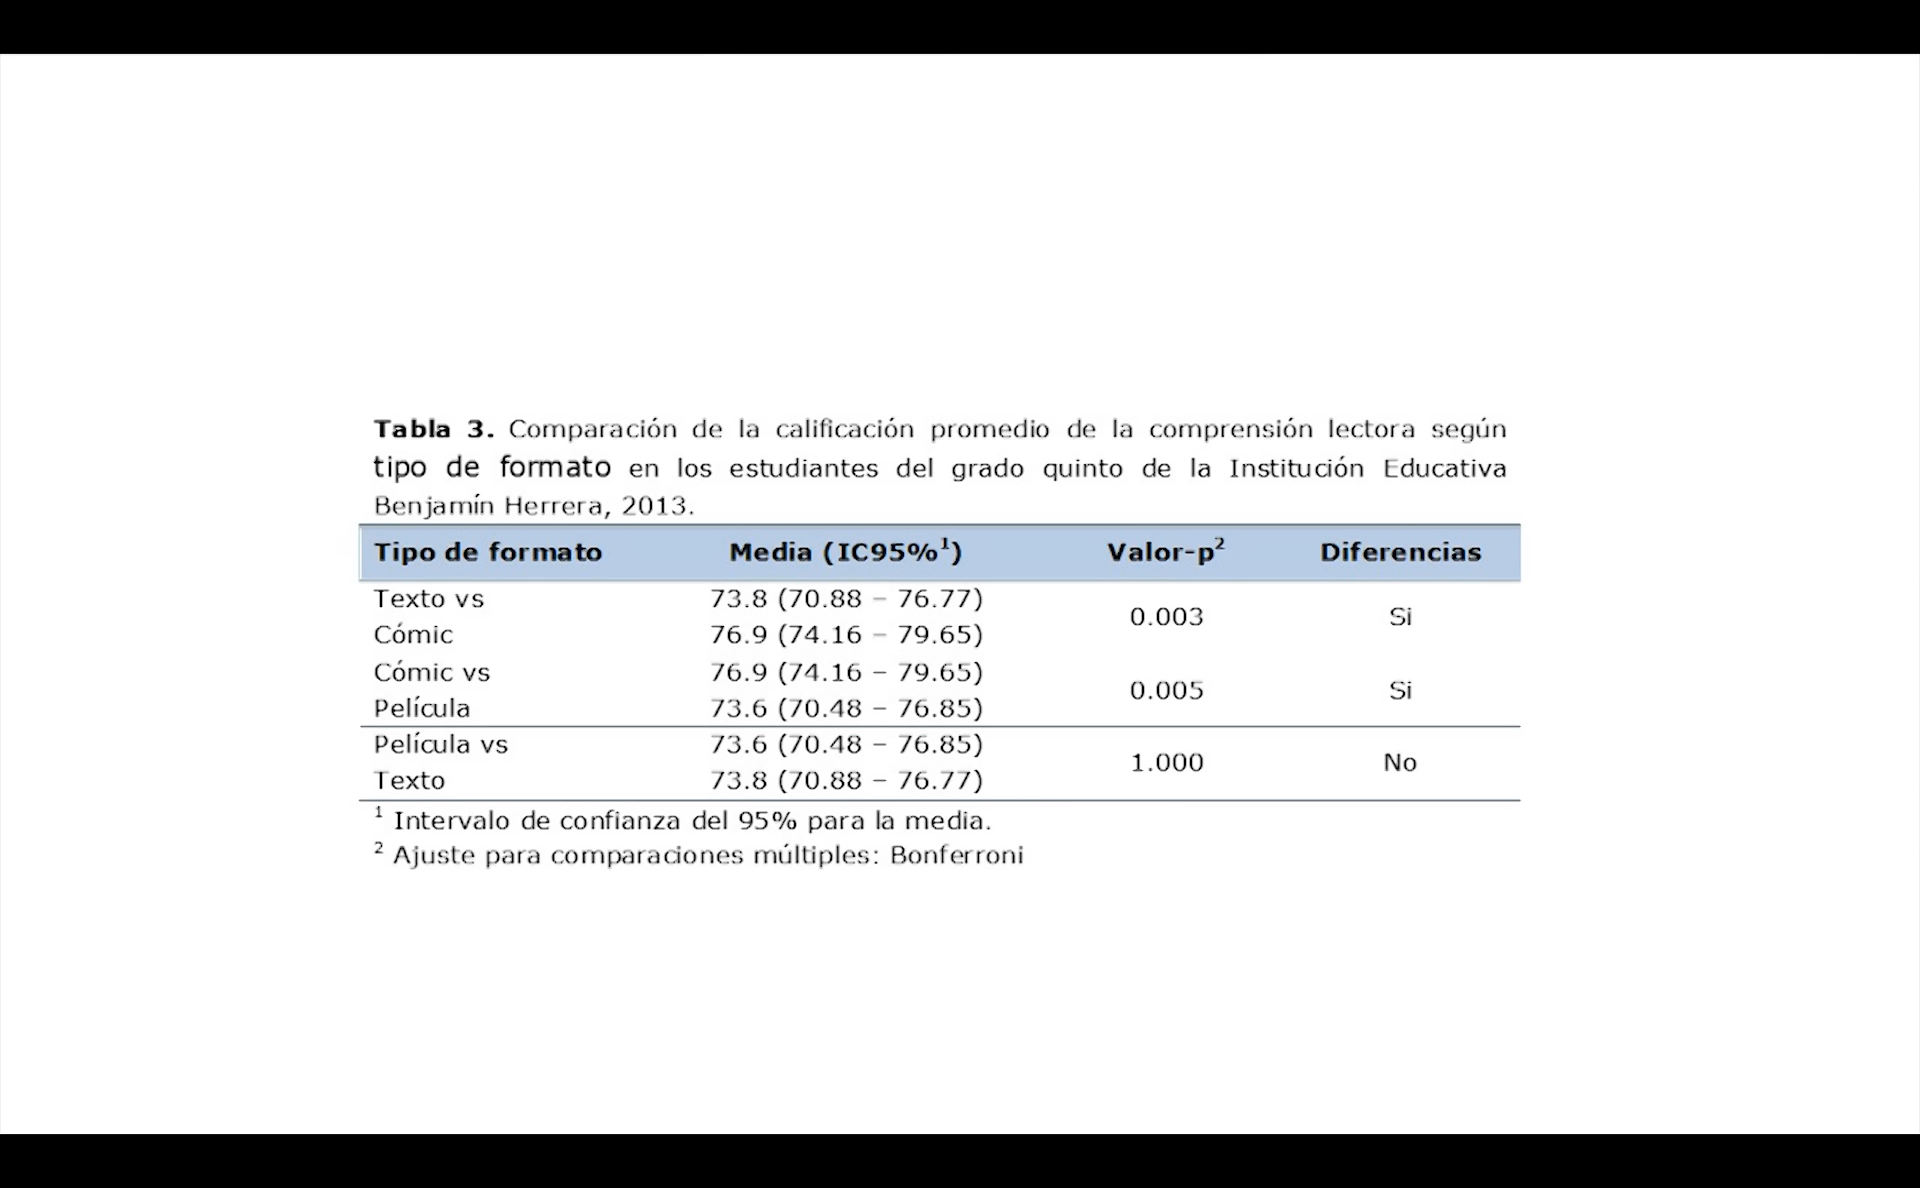 Tabla 3. Comparación de la calificación promedio de la comprensión lectora según
tipo de formato en los estudiantes del grado quinto de la Institución Educativa
Benjamín Herrera, 2013.
Tipo de formato Media (IC95%¹) Valor-p² Diferencias
Texto vs 73.8 (70.88 – 76.77)
0.003 Si
Cómic 76.9 (74.16 – 79.65)
Cómic vs 76.9 (74.16 – 79.65)
0.005 Si
Película 73.6 (70.48 – 76.85)
Película vs 73.6 (70.48 – 76.85)
1.000 No
Texto 73.8 (70.88 – 76.77)
¹ Intervalo de confianza del 95% para la media.
² Ajuste para comparaciones múltiples: Bonferroni